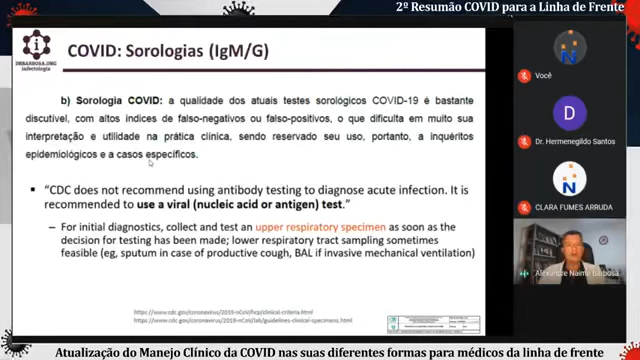 2º Resumão COVID para a Linha de Frente
DRBARBOSA.ORG
infectologia
COVID: Sorologias (IgM/G)
b) Sorologia COVID: a qualidade dos atuais testes sorológicos COVID-19 é bastante
discutível, com altos índices de falso-negativos ou falso-positivos, o que dificulta em muito sua
interpretação e utilidade na prática clínica, sendo reservado seu uso, portanto, a inquéritos
epidemiológicos e a casos específicos.
▪ “CDC does not recommend using antibody testing to diagnose acute infection. It is
recommended to use a viral (nucleic acid or antigen) test.”
– For initial diagnostics, collect and test an upper respiratory specimen as soon as the
decision for testing has been made; lower respiratory tract sampling sometimes
feasible (eg, sputum in case of productive cough, BAL if invasive mechanical ventilation)
https://www.cdc.gov/coronavirus/2019-nCoV/hcp/clinical-criteria.html
https://www.cdc.gov/coronavirus/2019-nCoV/lab/guidelines-clinical-specimens.html
N
Você
D
Dr. Hermenegildo Santos
N
CLARA FUMES ARRUDA
Alexandre Naime Barbosa
Atualização do Manejo Clínico da COVID nas suas diferentes formas para médicos da linha de frente